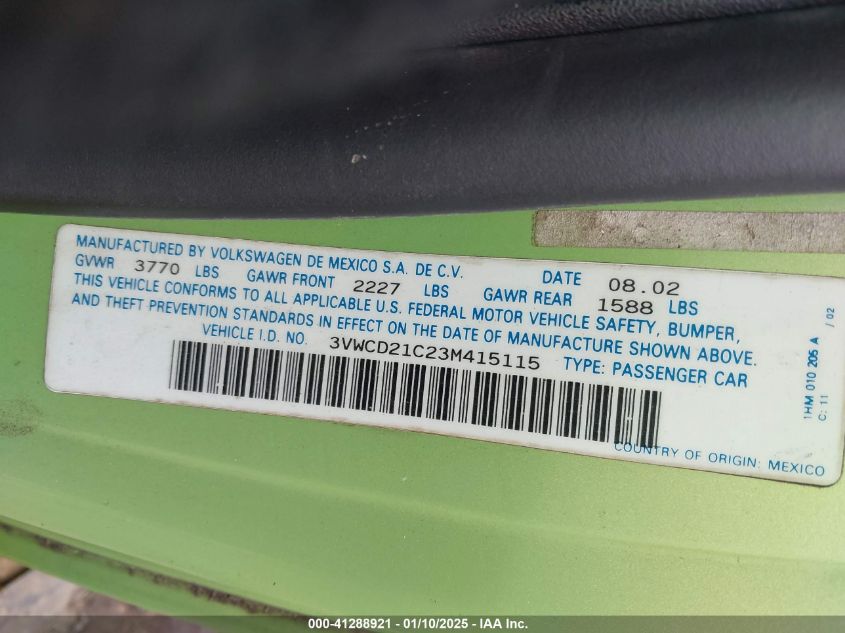 MANUFACTURED BY VOLKSWAGEN DE MEXICO S.A. DE C.V. DATE 08.02
GVWR 3770 LBS GAWR FRONT 2227 LBS GAWR REAR 1588 LBS
THIS VEHICLE CONFORMS TO ALL APPLICABLE U.S. FEDERAL MOTOR VEHICLE SAFETY, BUMPER,
AND THEFT PREVENTION STANDARDS IN EFFECT ON THE DATE OF MANUFACTURE SHOWN ABOVE.
VEHICLE I.D. NO. 3VWCD21C23M415115 TYPE: PASSENGER CAR
COUNTRY OF ORIGIN: MEXICO
1HM 010 205 A / 02
C: 11
000-41288921 - 01/10/2025 - IAA Inc.